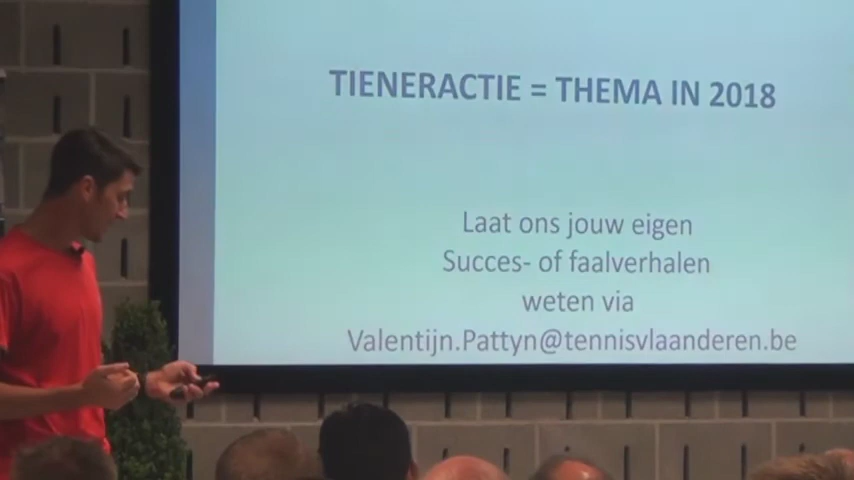 TIENERACTIE = THEMA IN 2018
Laat ons jouw eigen
Succes- of faalverhalen
weten via
Valentijn.Pattyn@tennisvlaanderen.be